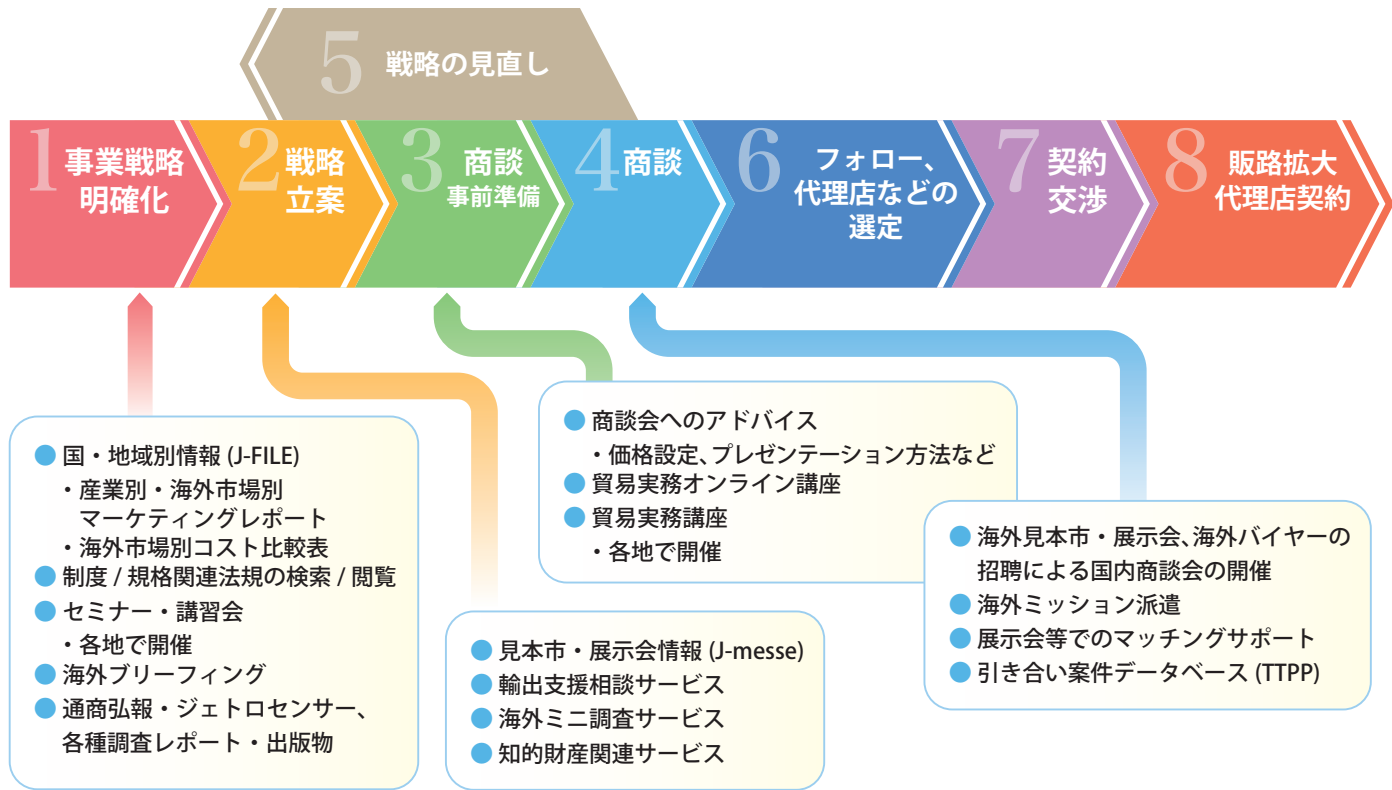 5 戦略の見直し
1 事業戦略
明確化
2 戦略
立案
3 商談
事前準備
4 商談
6 フォロー、
代理店などの
選定
7 契約
交渉
8 販路拡大
代理店契約
● 国・地域別情報 (J-FILE)
・産業別・海外市場別
マーケティングレポート
・海外市場別コスト比較表
● 制度 / 規格関連法規の検索 / 閲覧
● セミナー・講習会
・各地で開催
● 海外ブリーフィング
● 通商弘報・ジェトロセンサー、
各種調査レポート・出版物
● 見本市・展示会情報 (J-messe)
● 輸出支援相談サービス
● 海外ミニ調査サービス
● 知的財産関連サービス
● 商談会へのアドバイス
・価格設定、プレゼンテーション方法など
● 貿易実務オンライン講座
● 貿易実務講座
・各地で開催
● 海外見本市・展示会、海外バイヤーの
招聘による国内商談会の開催
● 海外ミッション派遣
● 展示会等でのマッチングサポート
● 引き合い案件データベース (TTPP)